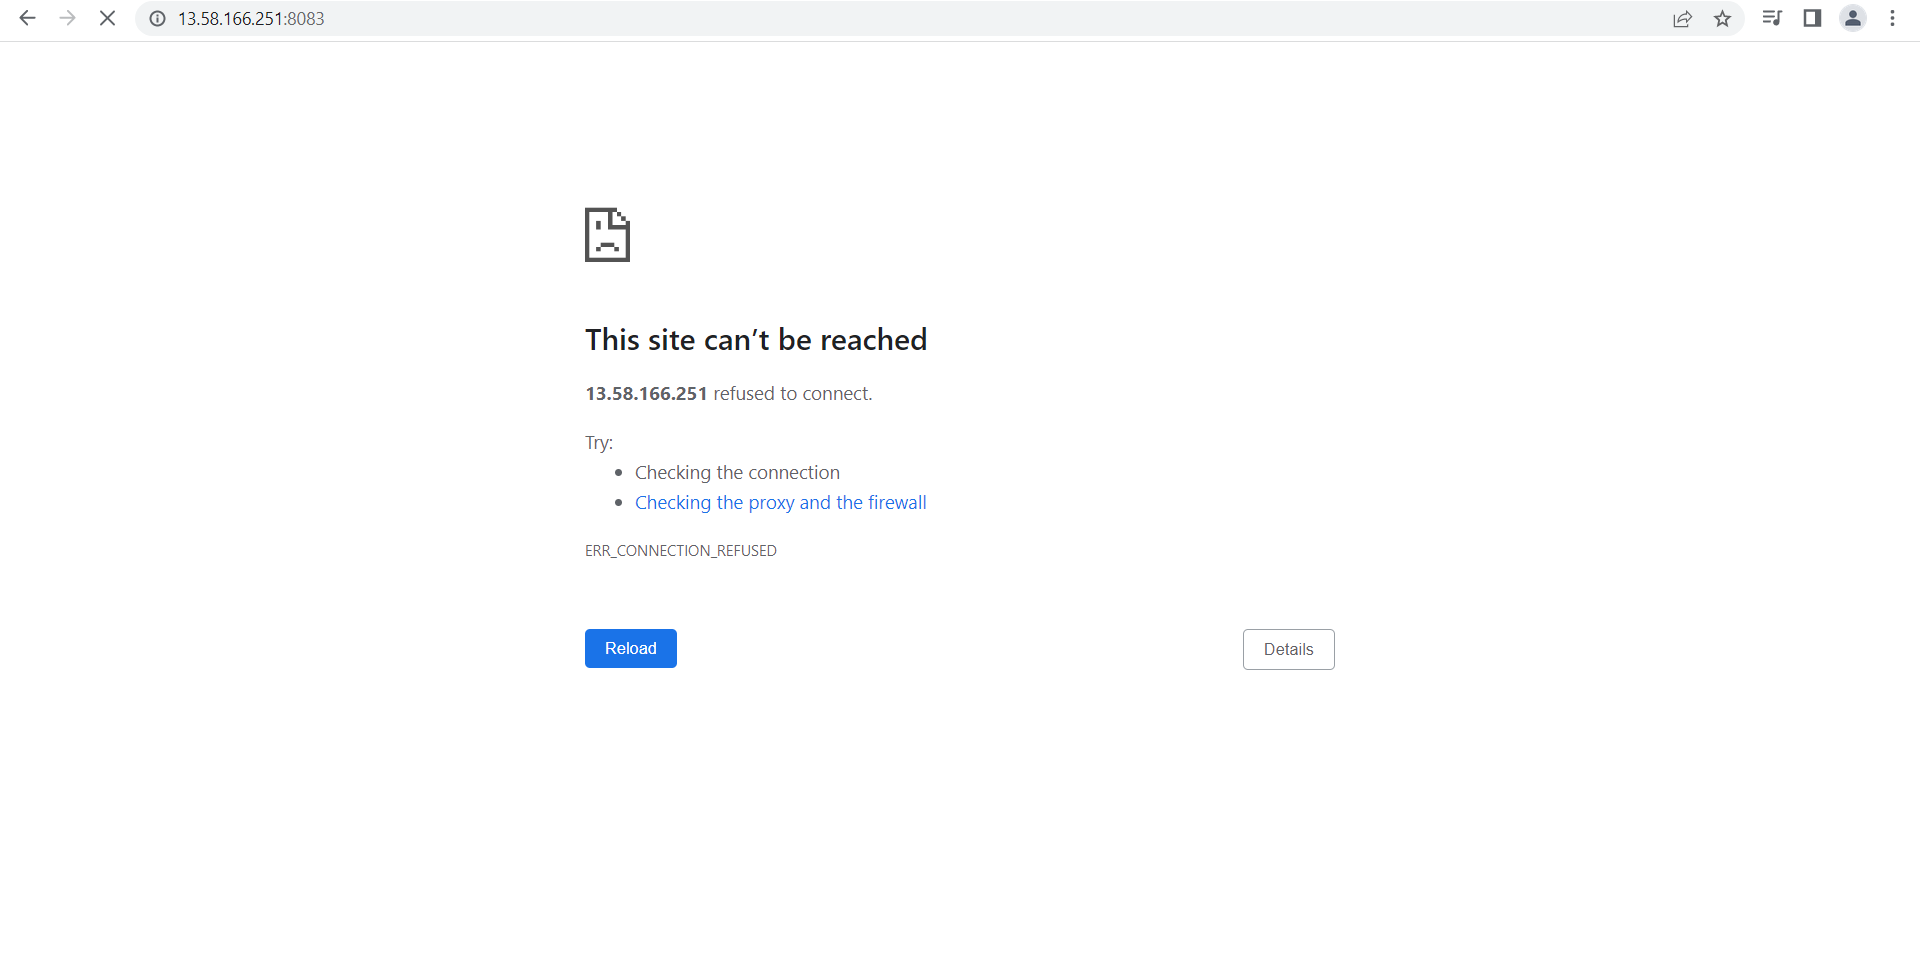 13.58.166.251:8083
This site can’t be reached
13.58.166.251 refused to connect.
Try:
Checking the connection
Checking the proxy and the firewall
ERR_CONNECTION_REFUSED
Reload
Details